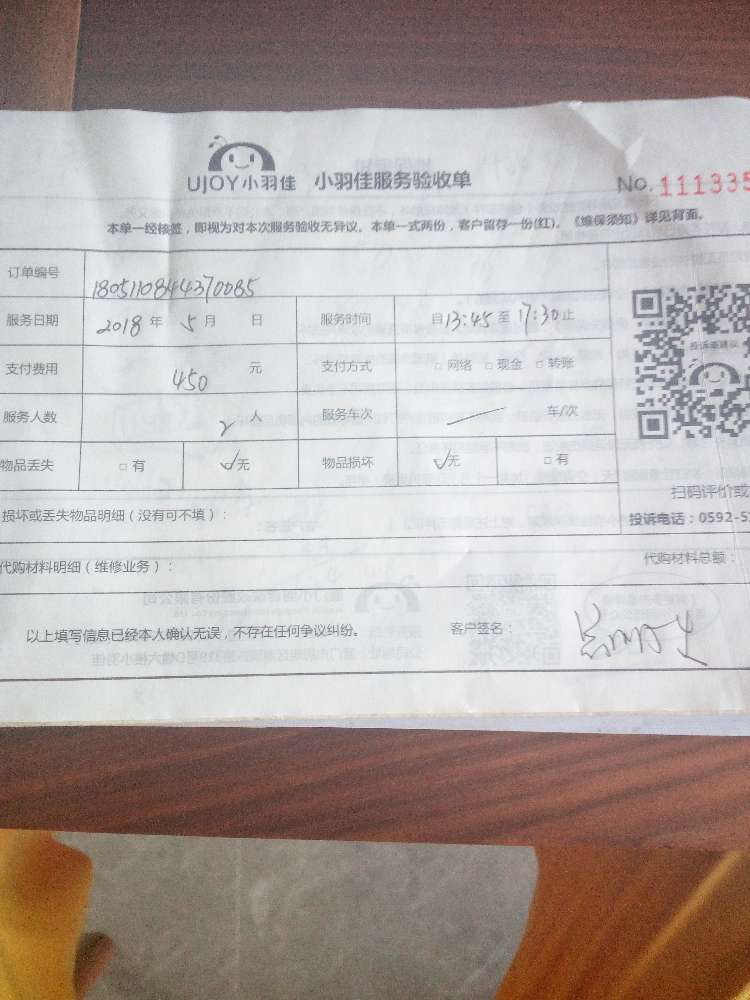 UJOY小羽佳 小羽佳服务验收单 No.111335
本单一经核签，即视为对本次服务验收无异议。本单一式两份，客户留存一份(红)。《维保须知》详见背面。
订单编号 1805110844370085
服务日期 2018 年 5 月 日 服务时间 自13:45 至 17:30止
投诉或建议
支付费用 450 元 支付方式 □ 网络 □ 现金 □ 转账
服务人数 2 人 服务车次 车/次
物品丢失 □ 有 ✓无 物品损坏 ✓无 □ 有
扫码评价或
损坏或丢失物品明细（没有可不填）：
投诉电话：0592-5
代购材料明细（维修业务）： 代购材料总额：
以上填写信息已经本人确认无误，不存在任何争议纠纷。 客户签名：